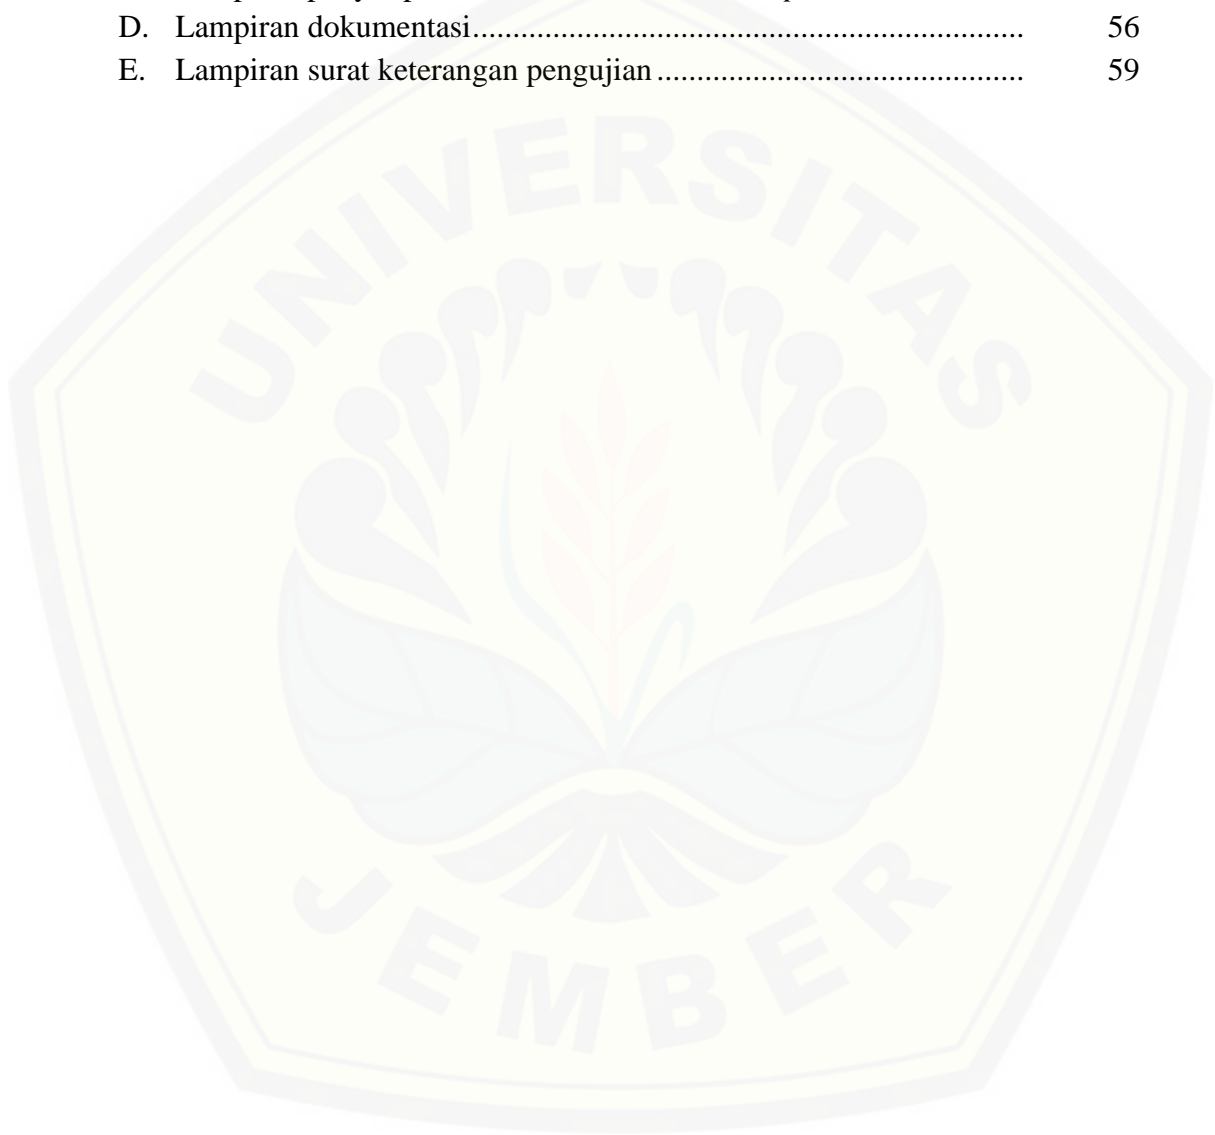 D. Lampiran dokumentasi..................................................................... 56
E. Lampiran surat keterangan pengujian.............................................. 59
UNIVERSITAS
JEMBER